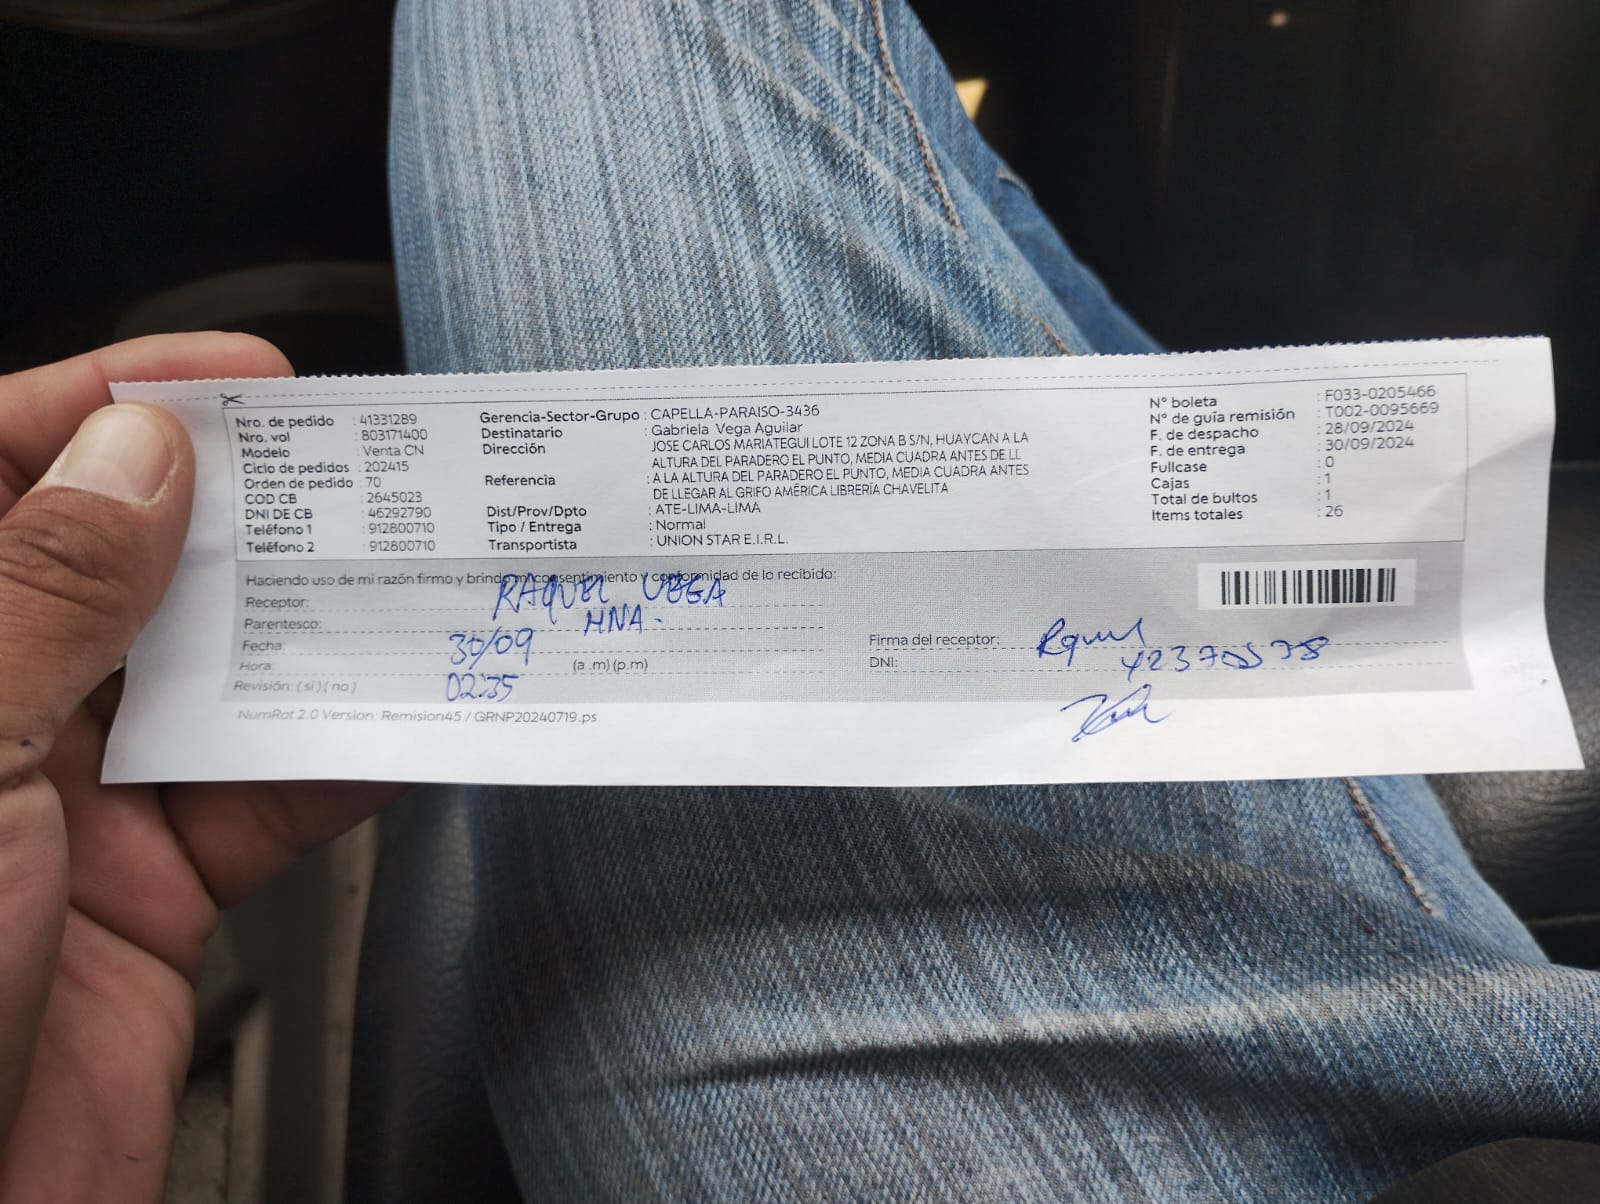 Nro. de pedido : 41331289
Nro. vol : 803171400
Modelo : Venta CN
Ciclo de pedidos : 202415
Orden de pedido : 70
COD CB : 2645023
DNI DE CB : 46292790
Teléfono 1 : 912800710
Teléfono 2 : 912800710
Gerencia-Sector-Grupo : CAPELLA-PARAISO-3436
Destinatario : Gabriela Vega Aguilar
Dirección JOSE CARLOS MARIATEGUI LOTE 12 ZONA B S/N, HUAYCAN A LA
ALTURA DEL PARADERO EL PUNTO, MEDIA CUADRA ANTES DE LL
Referencia : A LA ALTURA DEL PARADERO EL PUNTO, MEDIA CUADRA ANTES
DE LLEGAR AL GRIFO AMÉRICA LIBRERÍA CHAVELITA
Dist/Prov/Dpto : ATE-LIMA-LIMA
Tipo / Entrega : Normal
Transportista : UNION STAR E.I.R.L.
N° boleta : F033-0205466
N° de guía remisión : T002-0095669
F. de despacho : 28/09/2024
F. de entrega : 30/09/2024
Fullcase : 0
Cajas : 1
Total de bultos : 1
Items totales : 26
Haciendo uso de mi razón firmo y brindo mi consentimiento y conformidad de lo recibido:
Receptor: RAQUEL VEGA
Parentesco: HNA.
Fecha: 30/09
Hora: 02:35 (a .m) (p.m)
Revisión: ( si ) ( no )
Firma del receptor: Raquel
DNI:
NumRot 2.0 Version: Remision45 / GRNP20240719.ps